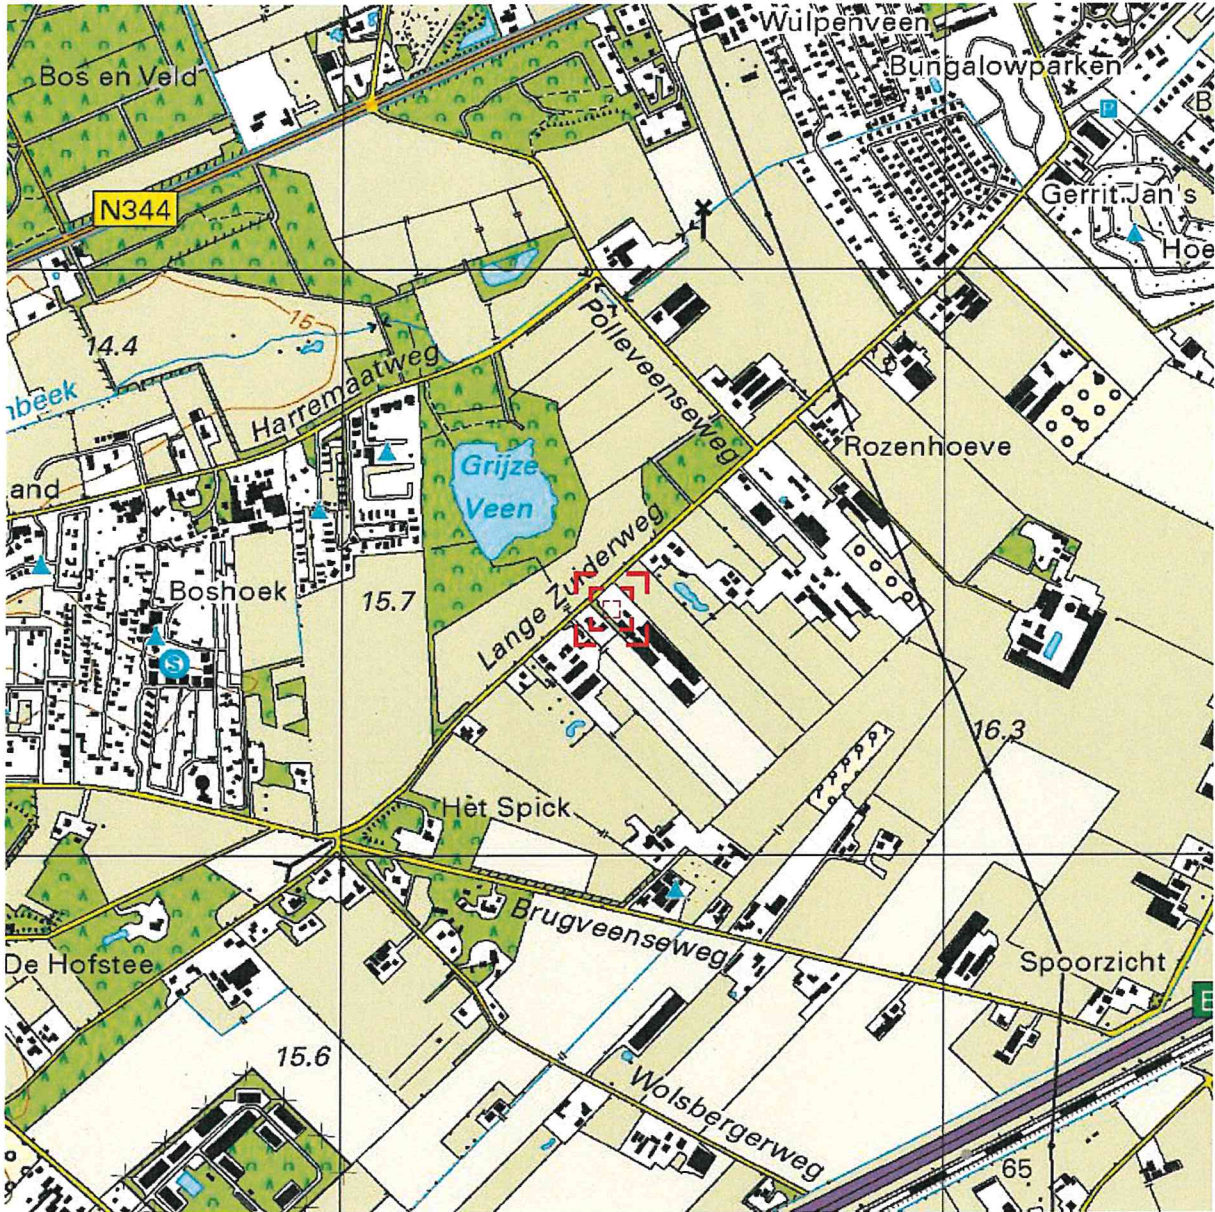 Wulpenveen
Bungalowparken
Bos en Veld
P
B
N344
Gerrit Jan's
Hoe
15
14.4
Polleveenseweg
Harremaatweg
nbeek
Rozenhoeve
Grijze
Veen
and
Lange Zuiderweg
Boshoek
15.7
S
16.3
Het Spick
Brugveenseweg
De Hofstee
Spoorzicht
E
15.6
Wolsbergerweg
65